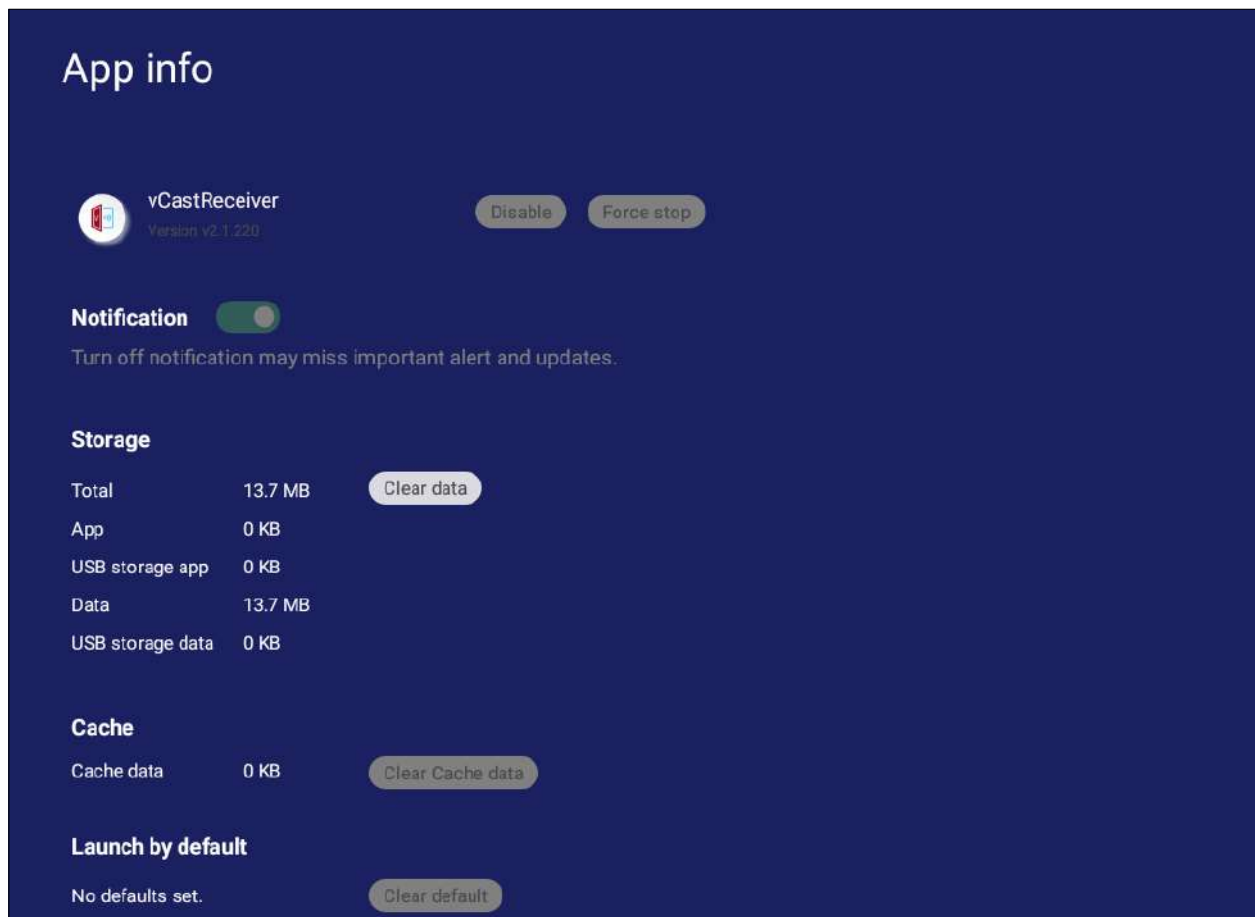 App info
vCastReceiver
Disable
Force stop
Version v2.1.220
Notification
Turn off notification may miss important alert and updates.
Storage
Total 13.7 MB Clear data
App 0 KB
USB storage app 0 KB
Data 13.7 MB
USB storage data 0 KB
Cache
Cache data 0 KB Clear Cache data
Launch by default
No defaults set. Clear default